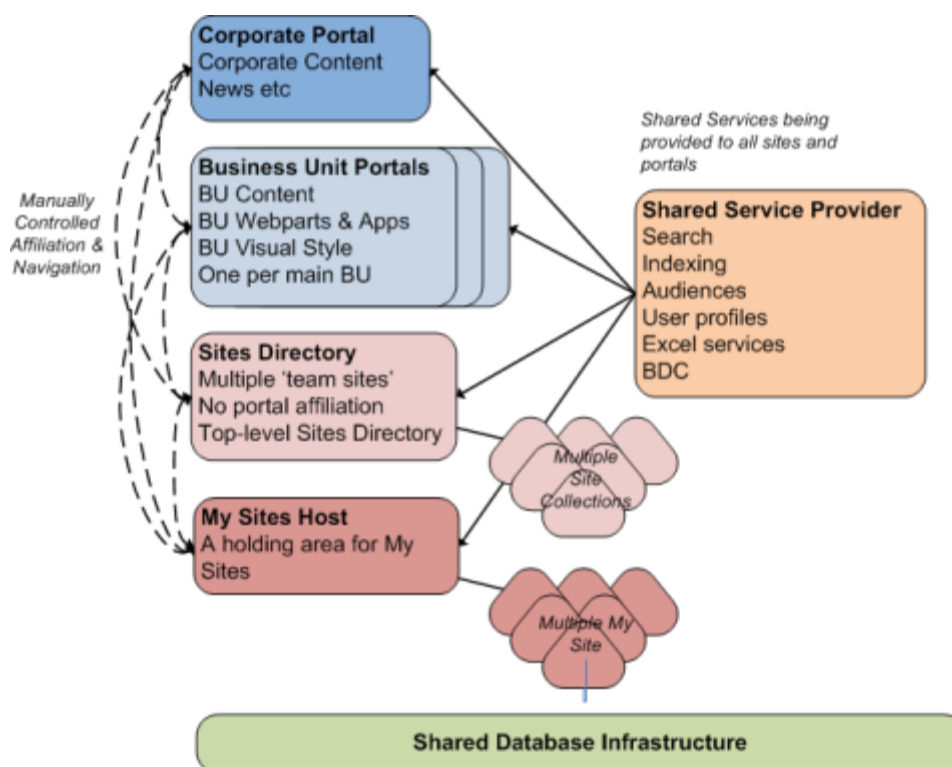 Corporate Portal
Corporate Content
News etc
Shared Services being
provided to all sites and
portals
Manually
Controlled
Affiliation &
Navigation
Business Unit Portals
BU Content
BU Webparts & Apps
BU Visual Style
One per main BU
Shared Service Provider
Search
Indexing
Audiences
User profiles
Excel services
BDC
Sites Directory
Multiple ‘team sites’
No portal affiliation
Top-level Sites Directory
Multiple
Site
Collections
My Sites Host
A holding area for My
Sites
Multiple My
Site
Shared Database Infrastructure